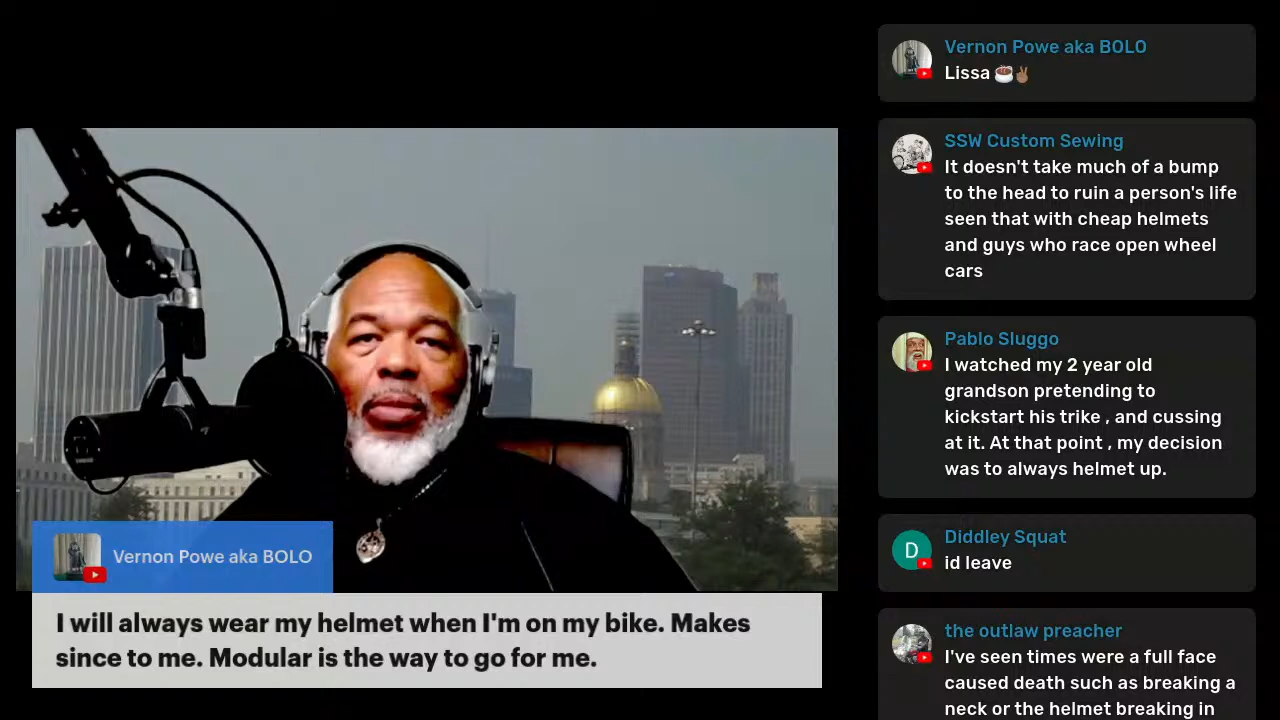 Vernon Powe aka BOLO
I will always wear my helmet when I'm on my bike. Makes
since to me. Modular is the way to go for me.
Vernon Powe aka BOLO
Lissa ☕✌🏾
SSW Custom Sewing
It doesn't take much of a bump
to the head to ruin a person's life
seen that with cheap helmets
and guys who race open wheel
cars
Pablo Sluggo
I watched my 2 year old
grandson pretending to
kickstart his trike , and cussing
at it. At that point , my decision
was to always helmet up.
D
Diddley Squat
id leave
the outlaw preacher
I've seen times were a full face
caused death such as breaking a
neck or the helmet breaking in